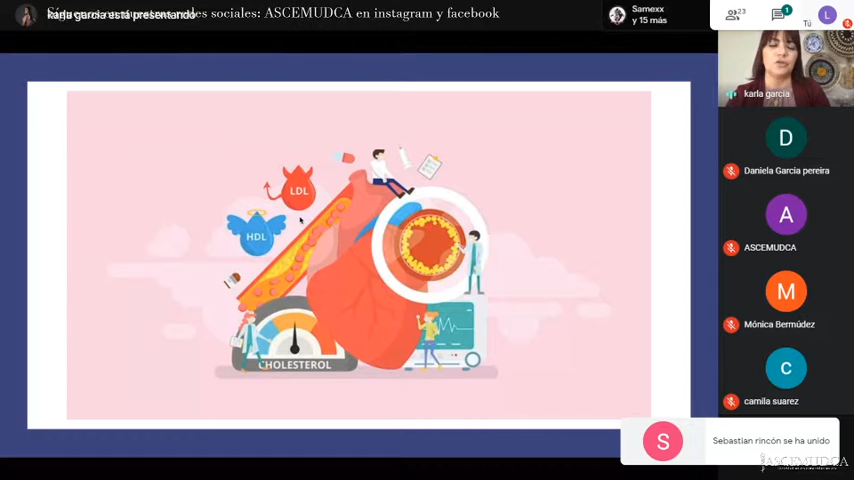 Síguenos en nuestras redes sociales: ASCEMUDCA en instagram y facebook
karla garcia está presentando
Samexx
y 15 más
23
1
Tú
L
karla garcia
LDL
HDL
CHOLESTEROL
D
Daniela Garcia pereira
A
ASCEMUDCA
M
Mónica Bermúdez
c
camila suarez
S
Sebastian rincón se ha unido
ASCEMUDCA